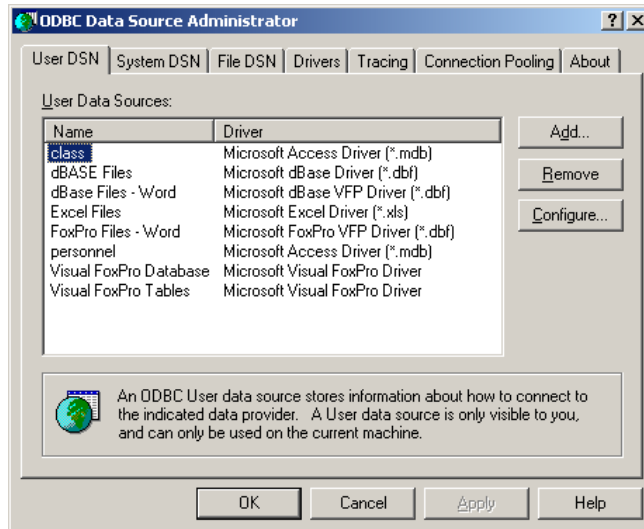 ODBC Data Source Administrator
User DSN System DSN File DSN Drivers Tracing Connection Pooling About
User Data Sources:
Name Driver
class Microsoft Access Driver (*.mdb)
dBASE Files Microsoft dBase Driver (*.dbf)
dBase Files - Word Microsoft dBase VFP Driver (*.dbf)
Excel Files Microsoft Excel Driver (*.xls)
FoxPro Files - Word Microsoft FoxPro VFP Driver (*.dbf)
personnel Microsoft Access Driver (*.mdb)
Visual FoxPro Database Microsoft Visual FoxPro Driver
Visual FoxPro Tables Microsoft Visual FoxPro Driver
Add...
Remove
Configure...
An ODBC User data source stores information about how to connect to
the indicated data provider. A User data source is only visible to you,
and can only be used on the current machine.
OK Cancel Apply Help